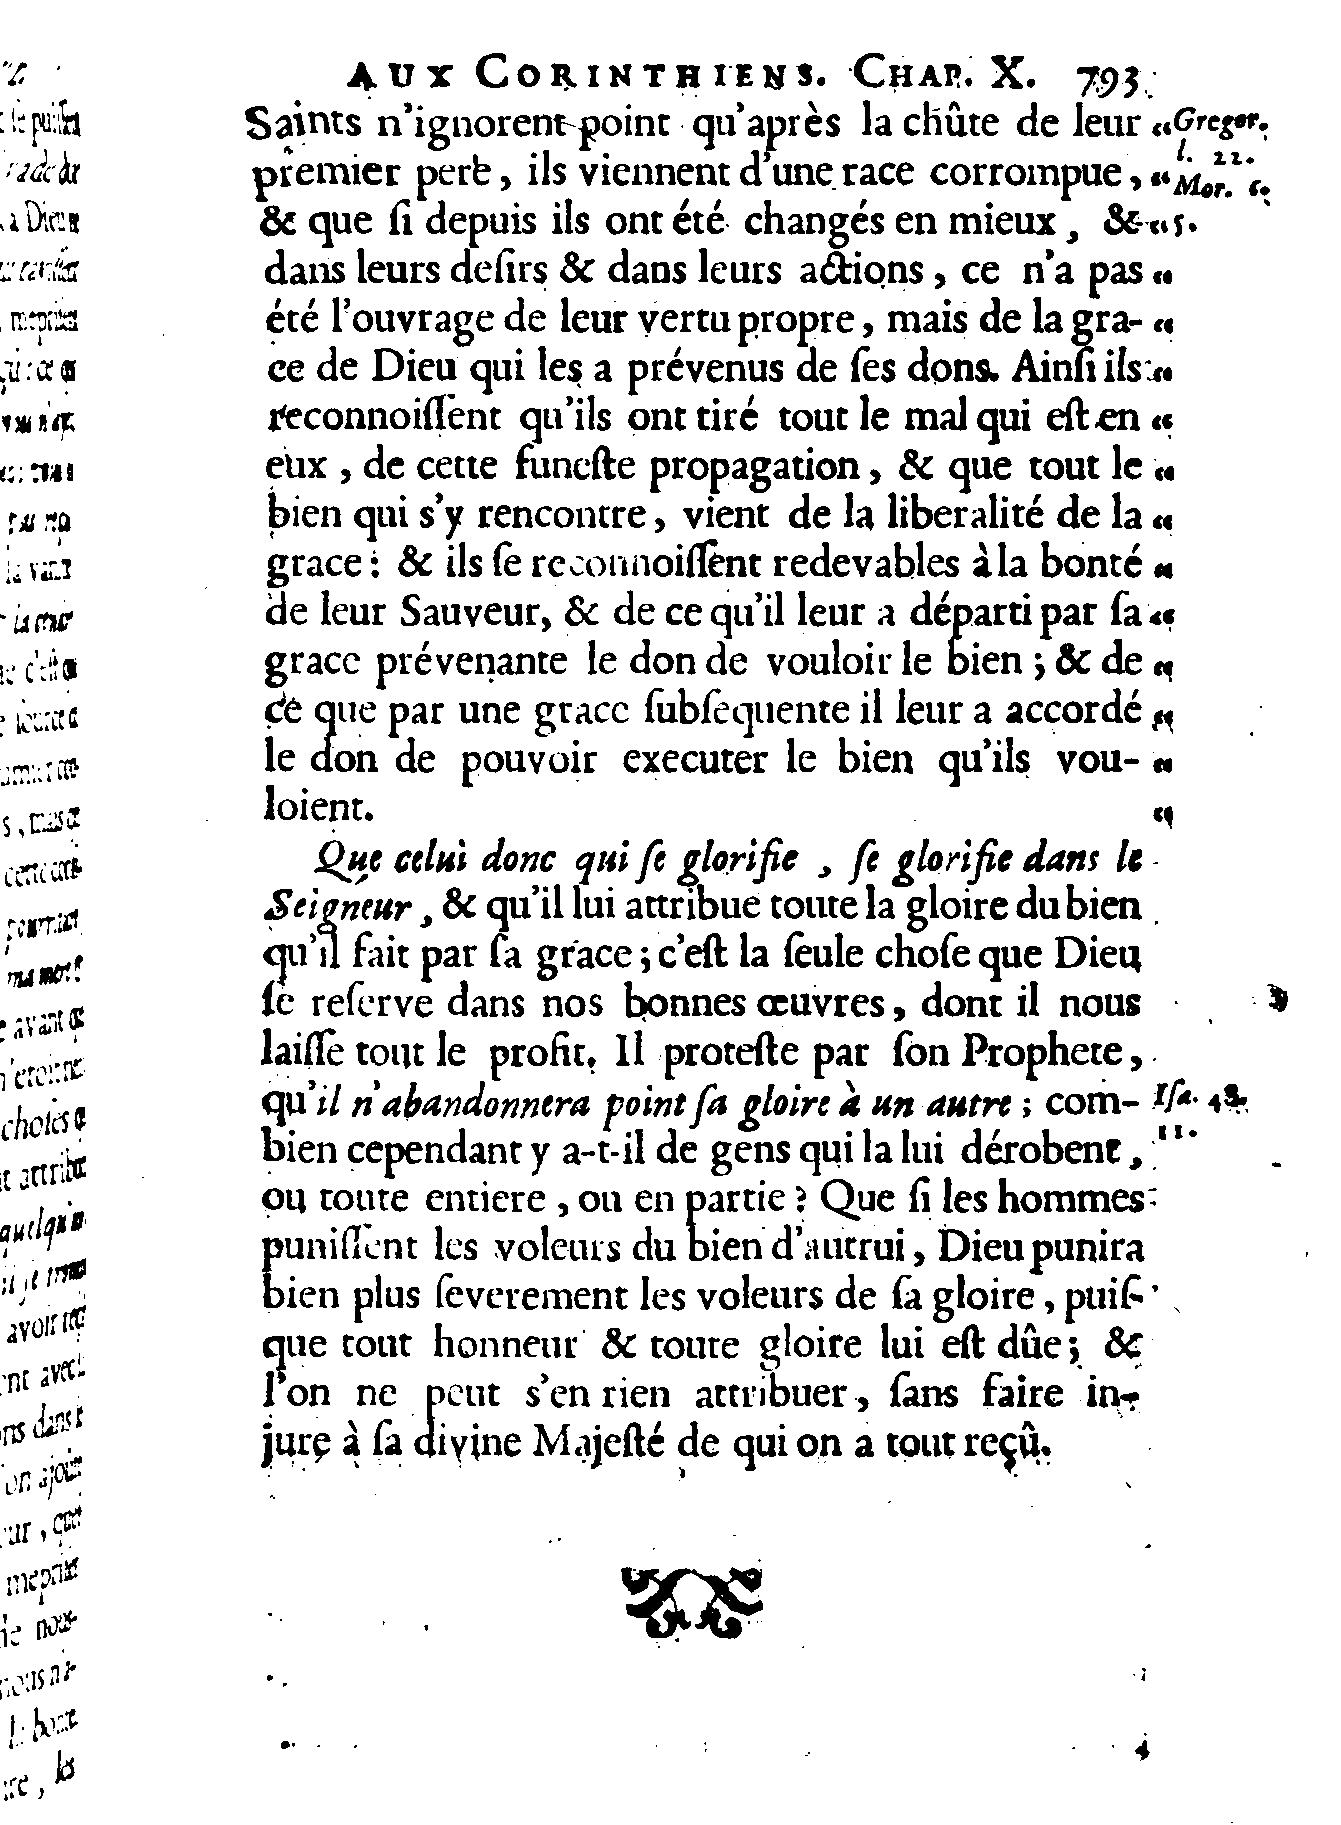 AUX CORINTHIENS. CHAP. X. 793
Saints n'ignorent point qu'après la chûte de leur “ Gregor.
l. 22.
premier pere, ils viennent d'une race corrompue, “ Mor. c.
& que ſi depuis ils ont été changés en mieux, & “ 5.
dans leurs deſirs & dans leurs actions, ce n'a pas “
été l'ouvrage de leur vertu propre, mais de la gra- “
ce de Dieu qui les a prévenus de ſes dons. Ainſi ils “
reconnoiſſent qu'ils ont tiré tout le mal qui eſt en “
eux, de cette funeſte propagation, & que tout le “
bien qui s'y rencontre, vient de la liberalité de la “
grace : & ils ſe reconnoiſſent redevables à la bonté “
de leur Sauveur, & de ce qu'il leur a départi par ſa “
grace prévenante le don de vouloir le bien ; & de “
ce que par une grace ſubſequente il leur a accordé “
le don de pouvoir executer le bien qu'ils vou- “
loient. “
Que celui donc qui ſe glorifie, ſe glorifie dans le
Seigneur, & qu'il lui attribue toute la gloire du bien
qu'il fait par ſa grace ; c'eſt la ſeule choſe que Dieu
ſe reſerve dans nos bonnes œuvres, dont il nous
laiſſe tout le profit. Il proteſte par ſon Prophete,
qu'il n'abandonnera point ſa gloire à un autre ; com- Iſa. 48.
bien cependant y a-t-il de gens qui la lui dérobent, 11.
ou toute entiere, ou en partie ? Que ſi les hommes
puniſſent les voleurs du bien d'autrui, Dieu punira
bien plus ſeverement les voleurs de ſa gloire, puiſ-
que tout honneur & toute gloire lui eſt dûe ; &
l'on ne peut s'en rien attribuer, ſans faire in-
jure à ſa divine Majeſté de qui on a tout reçû.